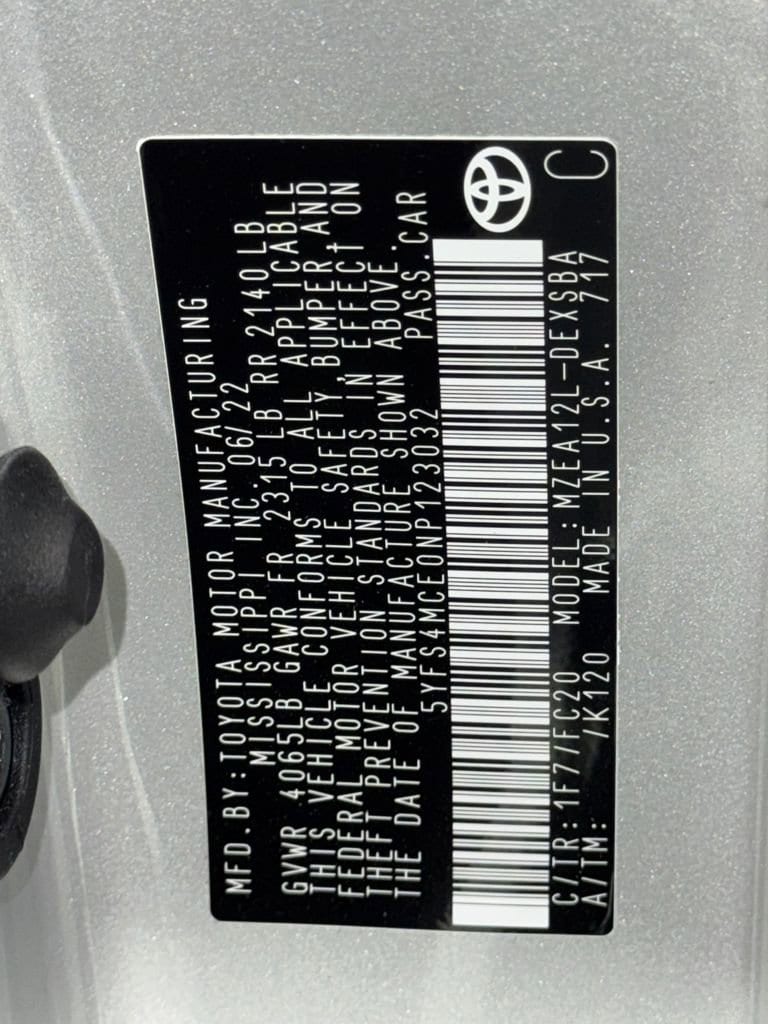 MFD.BY:TOYOTA MOTOR MANUFACTURING
MISSISSIPPI INC 06/22
GVWR 4065LB GAWR FR 2315 LB RR 2140LB
THIS VEHICLE CONFORMS TO ALL APPLICABLE
FEDERAL MOTOR VEHICLE SAFETY, BUMPER, AND
THEFT PREVENTION STANDARDS IN EFFECT ON
THE DATE OF MANUFACTURE SHOWN ABOVE.
5YFS4MCE0NP123032 PASS.CAR
C/TR:1F7/FC20 MODEL:MZEA12L-DEXSBA
A/TM: /K120 MADE IN U.S.A. 717
C